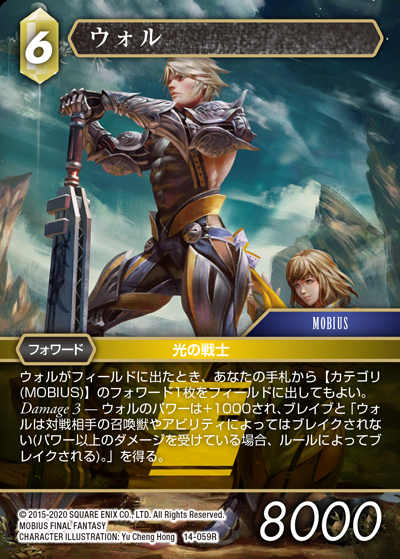 6
ウォル
MOBIUS
フォワード
光の戦士
ウォルがフィールドに出たとき、あなたの手札から【カテゴリ
(MOBIUS)】のフォワード1枚をフィールドに出してもよい。
Damage 3 — ウォルのパワーは+1000され、ブレイブと「ウォ
ルは対戦相手の召喚獣やアビリティによってはブレイクされな
い(パワー以上のダメージを受けている場合、ルールによってブ
レイクされる)。」を得る。
© 2015-2020 SQUARE ENIX CO., LTD. All Rights Reserved.
MOBIUS FINAL FANTASY
CHARACTER ILLUSTRATION: Yu Cheng Hong
14-059R
8000